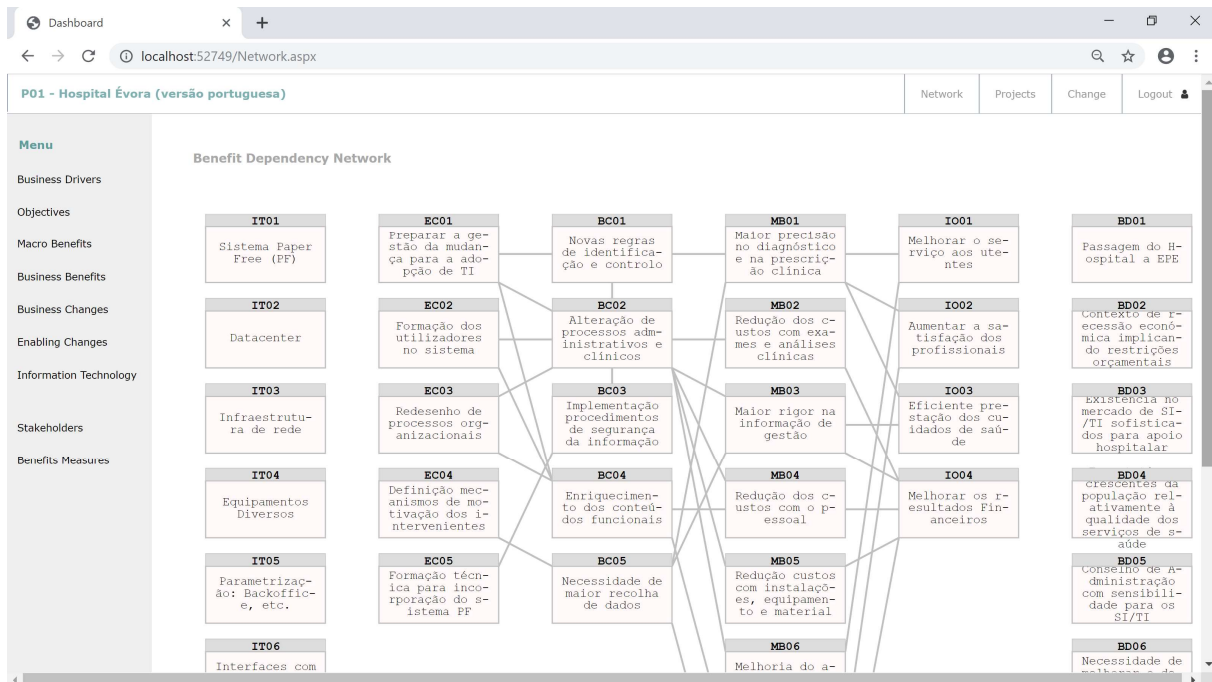 Dashboard
localhost:52749/Network.aspx
P01 - Hospital Évora (versão portuguesa)
Network
Projects
Change
Logout
Menu
Business Drivers
Objectives
Macro Benefits
Business Benefits
Business Changes
Enabling Changes
Information Technology
Stakeholders
Benefits Measures
Benefit Dependency Network
IT01
Sistema Paper
Free (PF)
IT02
Datacenter
IT03
Infraestrutu-
ra de rede
IT04
Equipamentos
Diversos
IT05
Parametrizaç-
ão: Backoffic-
e, etc.
IT06
Interfaces com
EC01
Preparar a ge-
stão da mudan-
ça para a ado-
pção de TI
EC02
Formação dos
utilizadores
no sistema
EC03
Redesenho de
processos org-
anizacionais
EC04
Definição mec-
anismos de mo-
tivação dos i-
ntervenientes
EC05
Formação técn-
ica para inco-
rporação do s-
istema PF
BC01
Novas regras
de identifica-
ção e controlo
BC02
Alteração de
processos adm-
inistrativos e
clínicos
BC03
Implementação
procedimentos
de segurança
da informação
BC04
Enriquecimen-
to dos conteú-
dos funcionais
BC05
Necessidade de
maior recolha
de dados
MB01
Maior precisão
no diagnóstico
e na prescriç-
ão clínica
MB02
Redução dos c-
ustos com exa-
mes e análises
clínicas
MB03
Maior rigor na
informação de
gestão
MB04
Redução dos c-
ustos com o p-
essoal
MB05
Redução custos
com instalaçõ-
es, equipamen-
to e material
MB06
Melhoria do a-
IO01
Melhorar o se-
rviço aos ute-
ntes
IO02
Aumentar a sa-
tisfação dos
profissionais
IO03
Eficiente pre-
stação dos cu-
idados de saú-
de
IO04
Melhorar os r-
esultados Fin-
anceiros
BD01
Passagem do H-
ospital a EPE
BD02
Contexto de r-
ecessão econó-
mica implican-
do restrições
orçamentais
BD03
Existência no
mercado de SI-
/TI sofistica-
dos para apoio
hospitalar
BD04
crescentes da
população rel-
ativamente à
qualidade dos
serviços de s-
aúde
BD05
Conselho de A-
dministração
com sensibili-
dade para os
SI/TI
BD06
Necessidade de